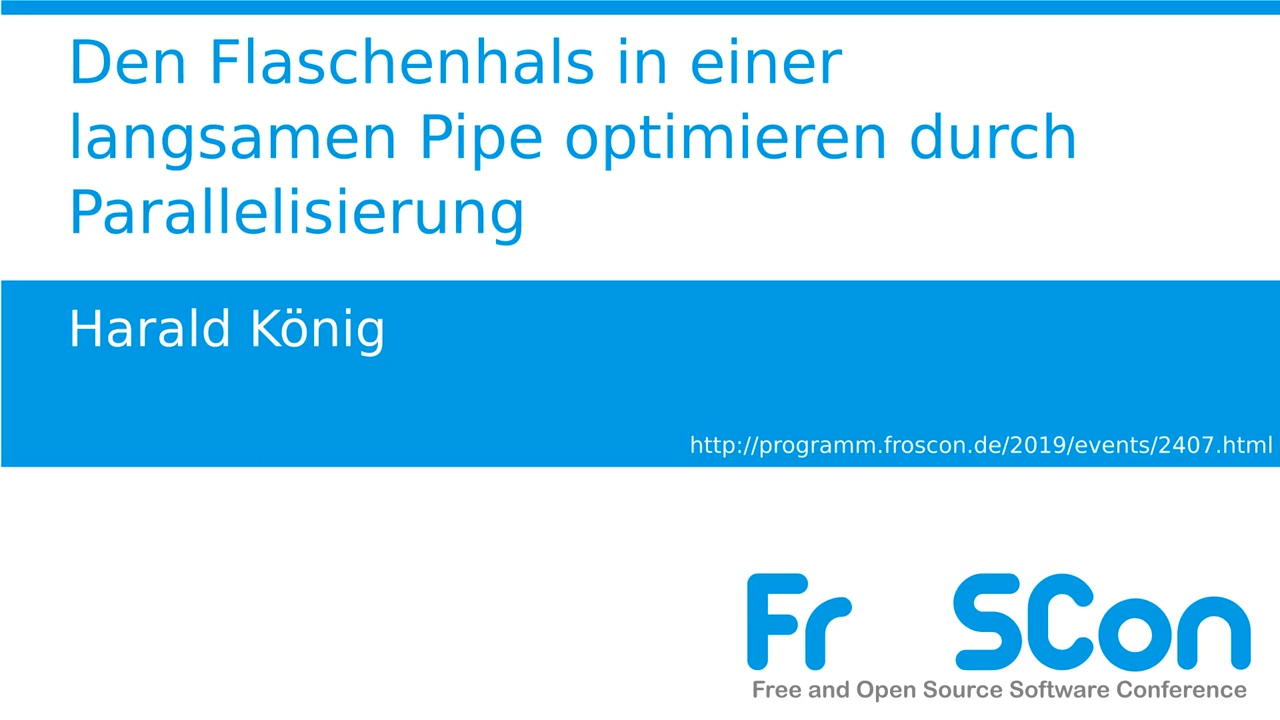 Den Flaschenhals in einer
langsamen Pipe optimieren durch
Parallelisierung
Harald König
http://programm.froscon.de/2019/events/2407.html
Fr SCon
Free and Open Source Software Conference